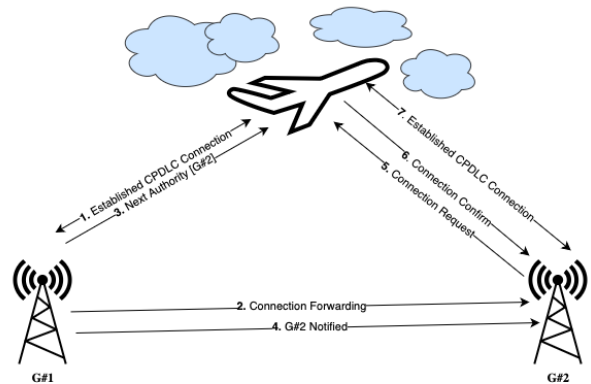 1. Established CPDLC Connection
3. Next Authority [G#2]
7. Established CPDLC Connection
6. Connection Confirm
5. Connection Request
2. Connection Forwarding
4. G#2 Notified
G#1
G#2